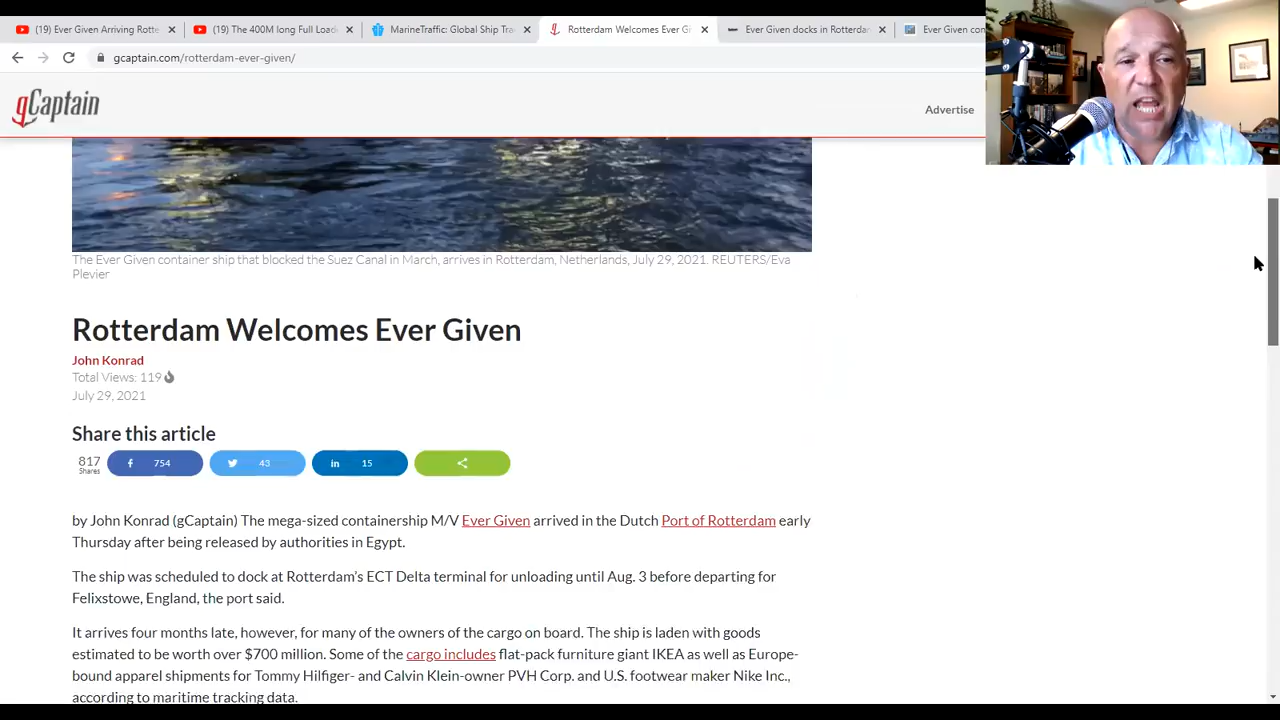 (19) Ever Given Arriving Rotte
(19) The 400M long Full Load
MarineTraffic: Global Ship Tra
Rotterdam Welcomes Ever Gi
Ever Given docks in Rotterda
Ever Given con
gcaptain.com/rotterdam-ever-given/
gCaptain
Advertise
The Ever Given container ship that blocked the Suez Canal in March, arrives in Rotterdam, Netherlands, July 29, 2021. REUTERS/Eva
Plevier
Rotterdam Welcomes Ever Given
John Konrad
Total Views: 119
July 29, 2021
Share this article
817
Shares
754
43
15
by John Konrad (gCaptain) The mega-sized containership M/V Ever Given arrived in the Dutch Port of Rotterdam early
Thursday after being released by authorities in Egypt.
The ship was scheduled to dock at Rotterdam’s ECT Delta terminal for unloading until Aug. 3 before departing for
Felixstowe, England, the port said.
It arrives four months late, however, for many of the owners of the cargo on board. The ship is laden with goods
estimated to be worth over $700 million. Some of the cargo includes flat-pack furniture giant IKEA as well as Europe-
bound apparel shipments for Tommy Hilfiger- and Calvin Klein-owner PVH Corp. and U.S. footwear maker Nike Inc.,
according to maritime tracking data.